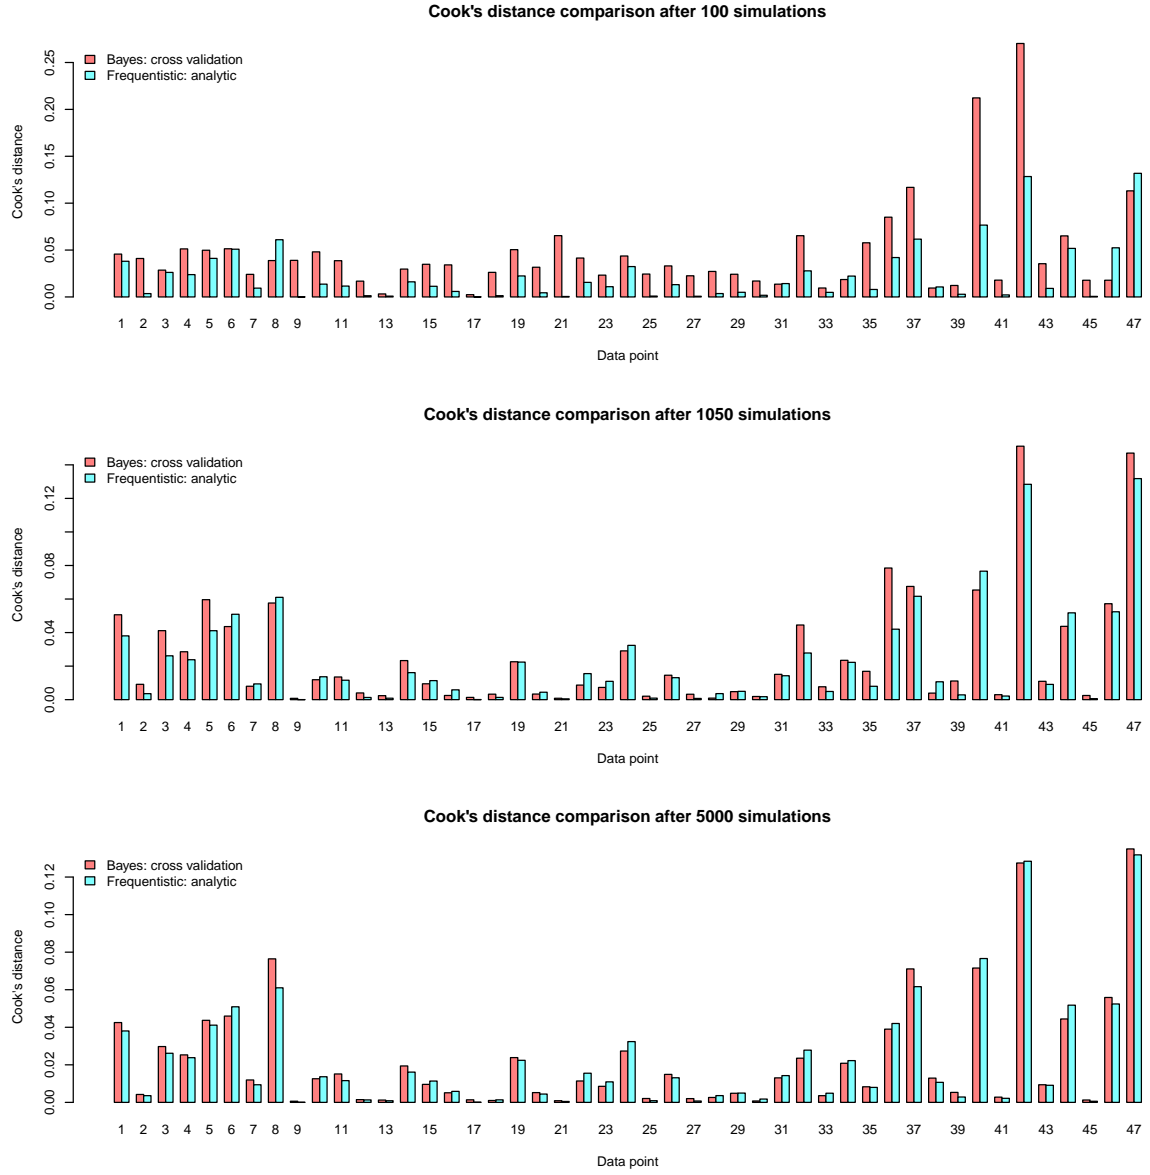 Cook's distance comparison after 100 simulations
Bayes: cross validation
Frequentistic: analytic
Cook's distance
0.00 0.05 0.10 0.15 0.20 0.25
1 2 3 4 5 6 7 8 9 11 13 15 17 19 21 23 25 27 29 31 33 35 37 39 41 43 45 47
Data point
Cook's distance comparison after 1050 simulations
Bayes: cross validation
Frequentistic: analytic
Cook's distance
0.00 0.04 0.08 0.12
1 2 3 4 5 6 7 8 9 11 13 15 17 19 21 23 25 27 29 31 33 35 37 39 41 43 45 47
Data point
Cook's distance comparison after 5000 simulations
Bayes: cross validation
Frequentistic: analytic
Cook's distance
0.00 0.02 0.04 0.06 0.08 0.10 0.12
1 2 3 4 5 6 7 8 9 11 13 15 17 19 21 23 25 27 29 31 33 35 37 39 41 43 45 47
Data point